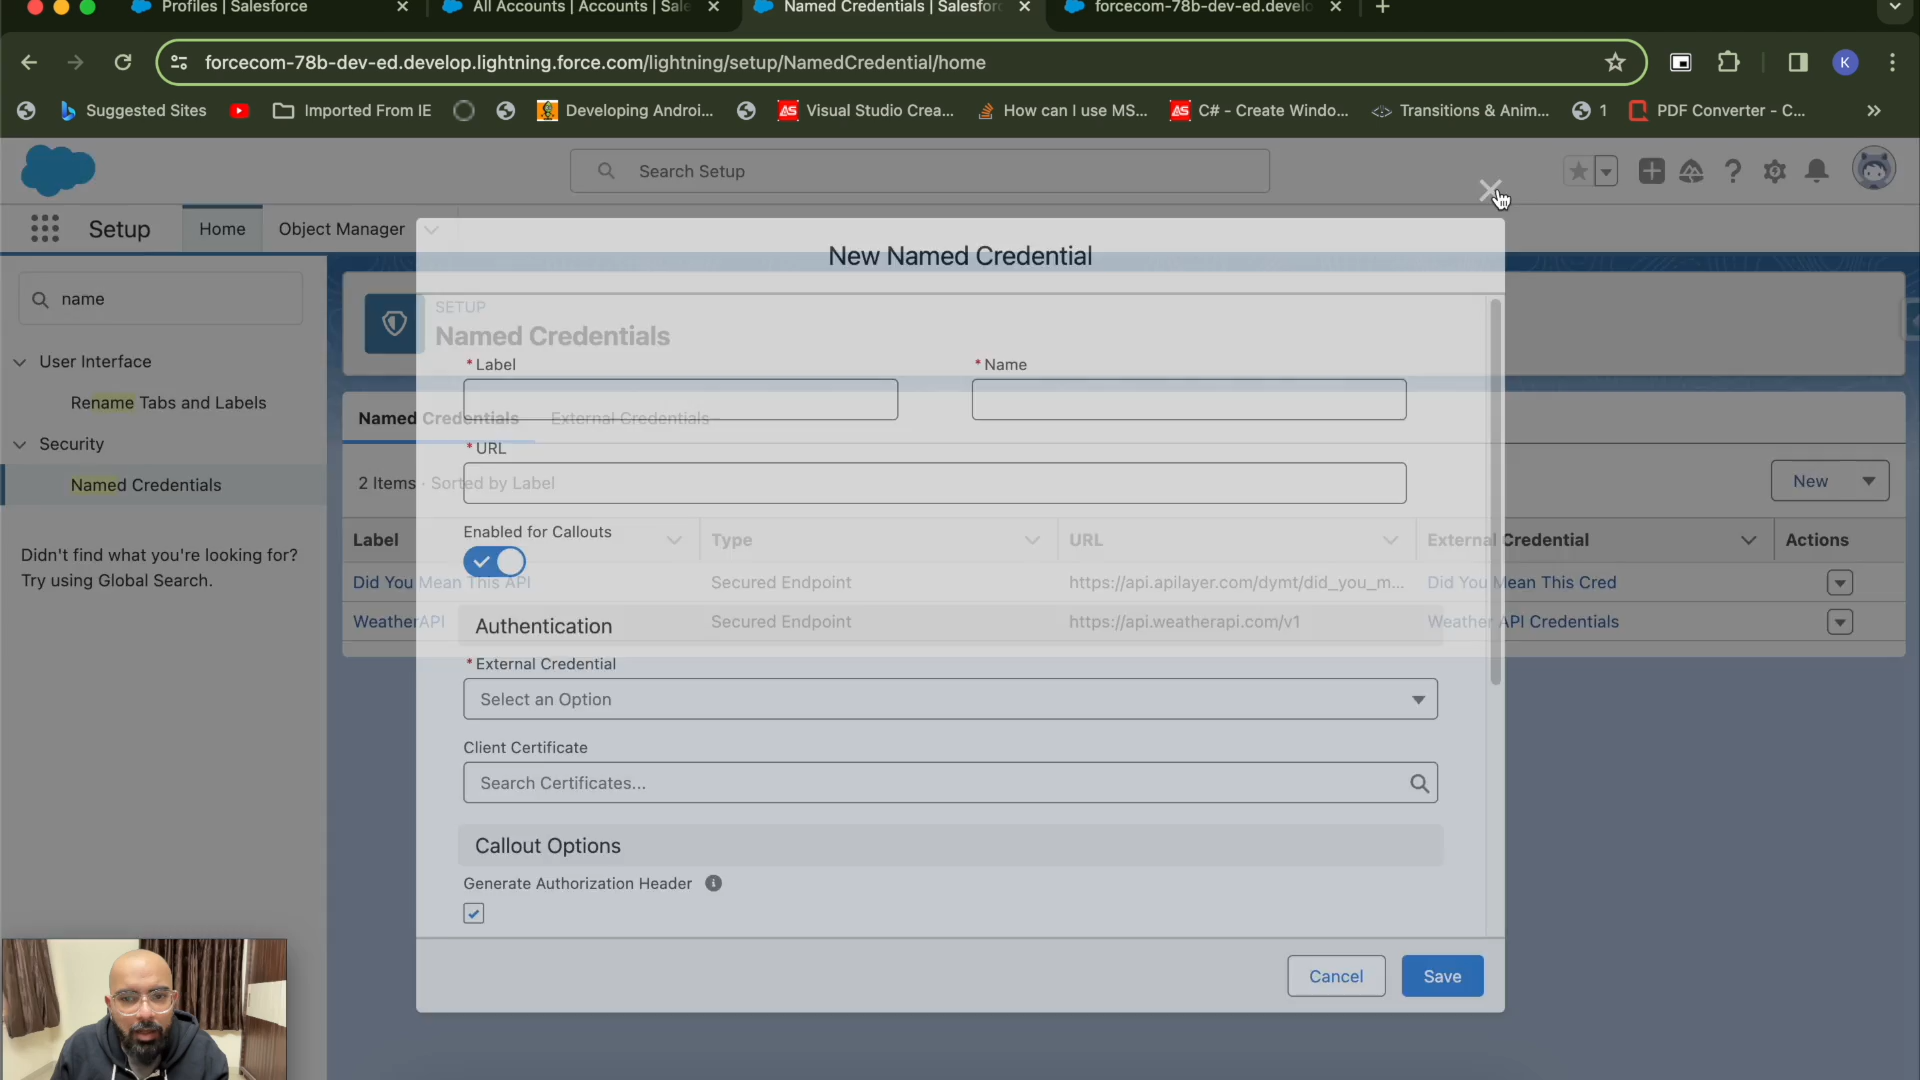 Profiles | Salesforce
All Accounts | Accounts | Sale
Named Credentials | Salesforc
forcecom-78b-dev-ed.develo
forcecom-78b-dev-ed.develop.lightning.force.com/lightning/setup/NamedCredential/home
K
Suggested Sites
Imported From IE
Developing Androi...
AS Visual Studio Crea...
How can I use MS...
AS C# - Create Windo...
Transitions & Anim...
1
PDF Converter - C...
Search Setup
Setup
Home
Object Manager
New Named Credential
name
SETUP
Named Credentials
User Interface
Rename Tabs and Labels
Security
Named Credentials
Didn't find what you're looking for?
Try using Global Search.
* Label
* Name
Named Credentials
External Credentials
* URL
2 Items · Sorted by Label
New
Enabled for Callouts
Label
Type
URL
External Credential
Actions
Did You Mean This API
Secured Endpoint
https://api.apilayer.com/dymt/did_you_m...
Did You Mean This Cred
WeatherAPI
Secured Endpoint
https://api.weatherapi.com/v1
Weather API Credentials
Authentication
* External Credential
Select an Option
Client Certificate
Search Certificates...
Callout Options
Generate Authorization Header
Cancel
Save